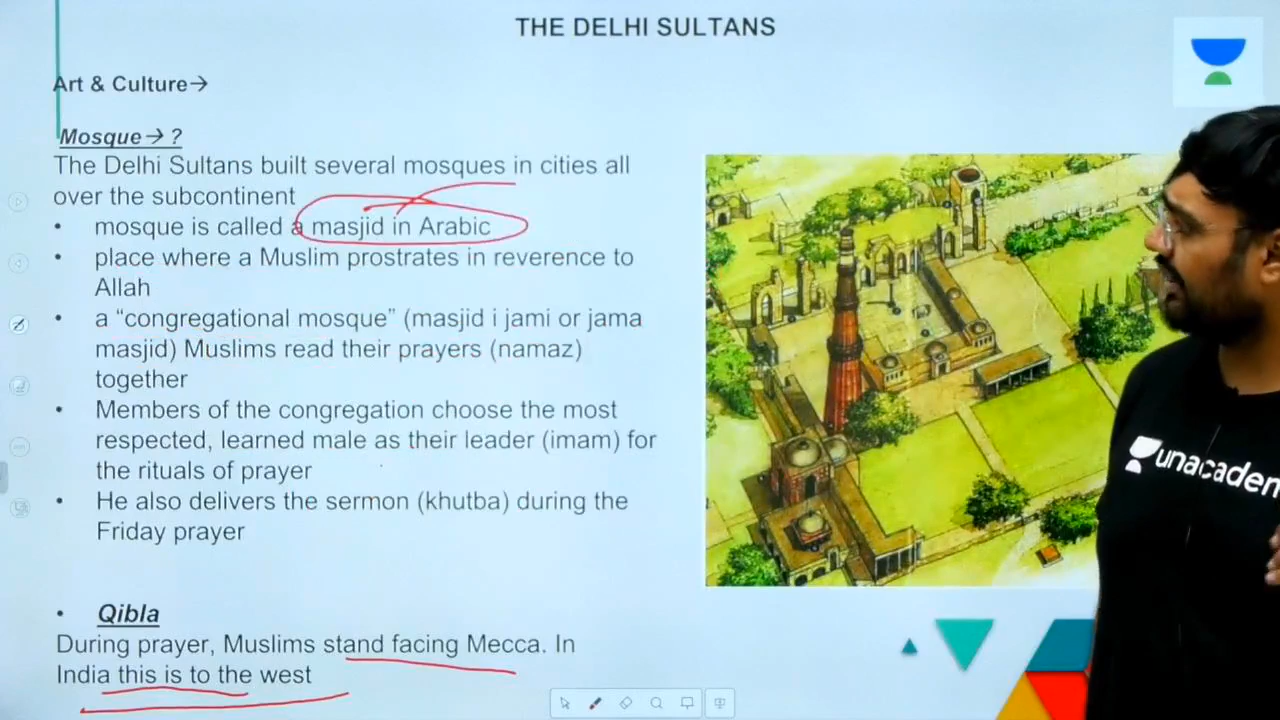 THE DELHI SULTANS
Art & Culture→
Mosque→ ?
The Delhi Sultans built several mosques in cities all
over the subcontinent
• mosque is called a masjid in Arabic
• place where a Muslim prostrates in reverence to
Allah
• a “congregational mosque” (masjid i jami or jama
masjid) Muslims read their prayers (namaz)
together
• Members of the congregation choose the most
respected, learned male as their leader (imam) for
the rituals of prayer
• He also delivers the sermon (khutba) during the
Friday prayer
• Qibla
During prayer, Muslims stand facing Mecca. In
India this is to the west
unacadem